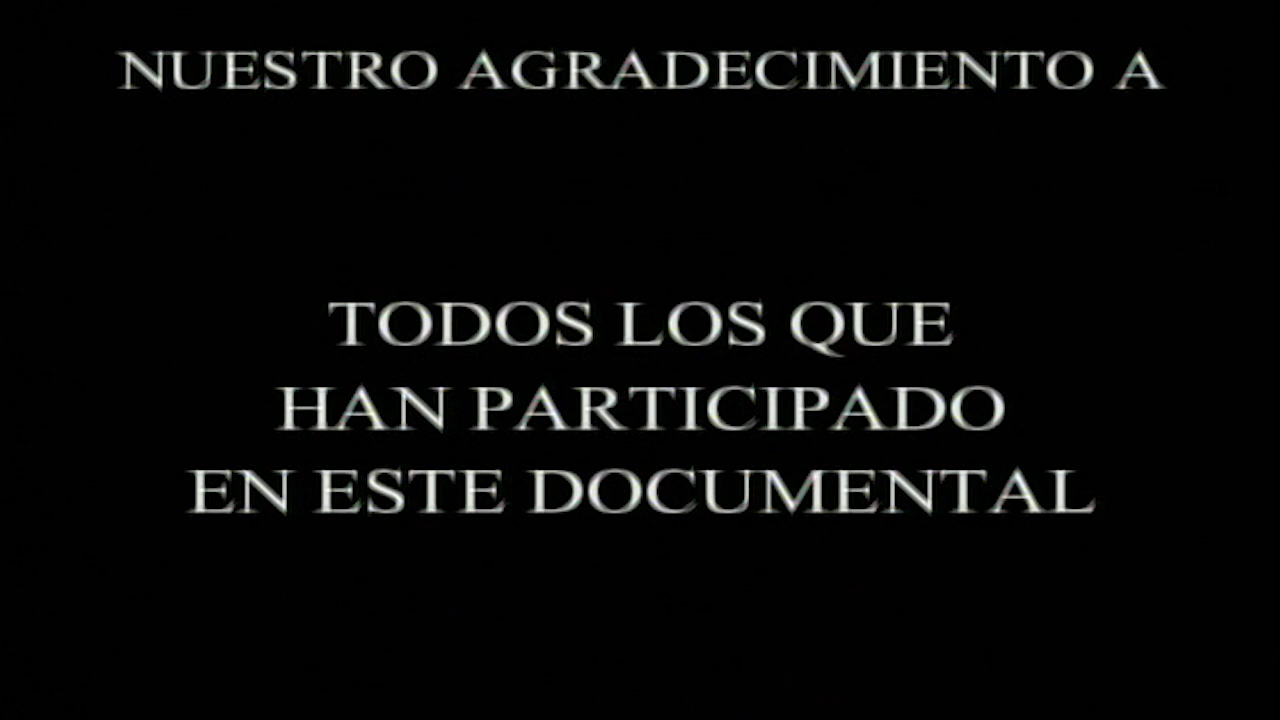 NUESTRO AGRADECIMIENTO A
TODOS LOS QUE
HAN PARTICIPADO
EN ESTE DOCUMENTAL